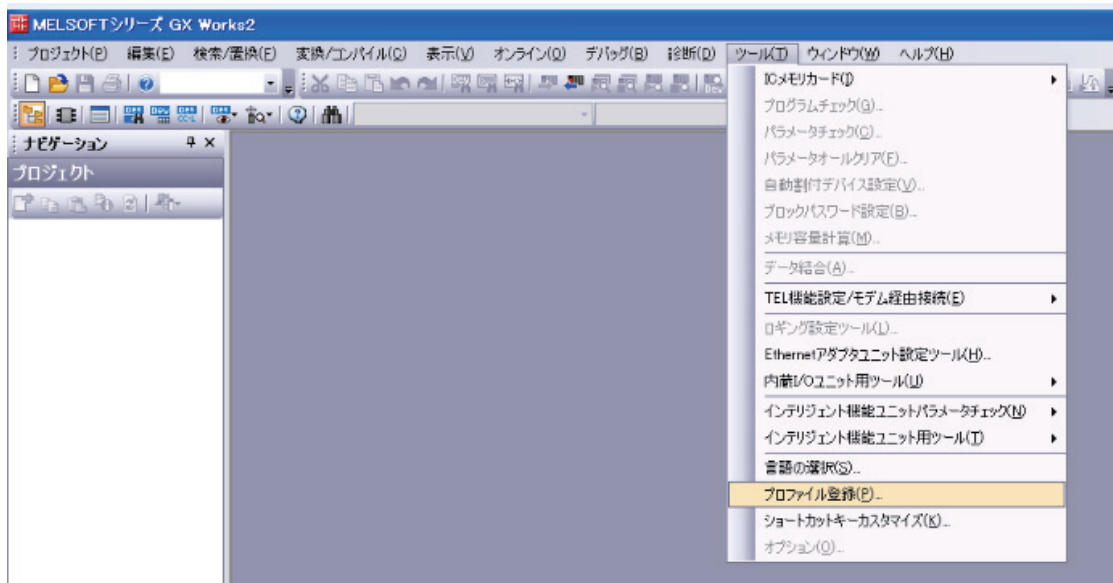 MELSOFTシリーズ GX Works2
プロジェクト(P) 編集(E) 検索/置換(F) 変換/コンパイル(C) 表示(V) オンライン(O) デバッグ(B) 診断(D) ツール(T) ウィンドウ(W) ヘルプ(H)
ナビゲーション
プロジェクト
ICメモリカード(I)
プログラムチェック(G)...
パラメータチェック(C)...
パラメータオールクリア(F)...
自動割付デバイス設定(V)...
ブロックパスワード設定(B)...
メモリ容量計算(M)...
データ結合(A)...
TEL機能設定/モデム経由接続(E)
ロギング設定ツール(L)...
Ethernetアダプタユニット設定ツール(H)...
内蔵I/Oユニット用ツール(U)
インテリジェント機能ユニットパラメータチェック(N)
インテリジェント機能ユニット用ツール(T)
言語の選択(S)...
プロファイル登録(P)...
ショートカットキーカスタマイズ(K)...
オプション(O)...